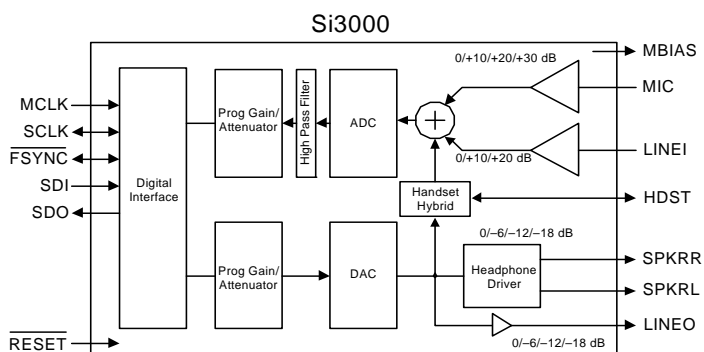 Si3000
0/+10/+20/+30 dB
MBIAS
MCLK
SCLK
FSYNC
SDI
SDO
RESET
Digital
Interface
Prog Gain/
Attenuator
High Pass Filter
ADC
+
MIC
0/+10/+20 dB
LINEI
Handset
Hybrid
HDST
Prog Gain/
Attenuator
DAC
0/–6/–12/–18 dB
Headphone
Driver
SPKRR
SPKRL
LINEO
0/–6/–12/–18 dB